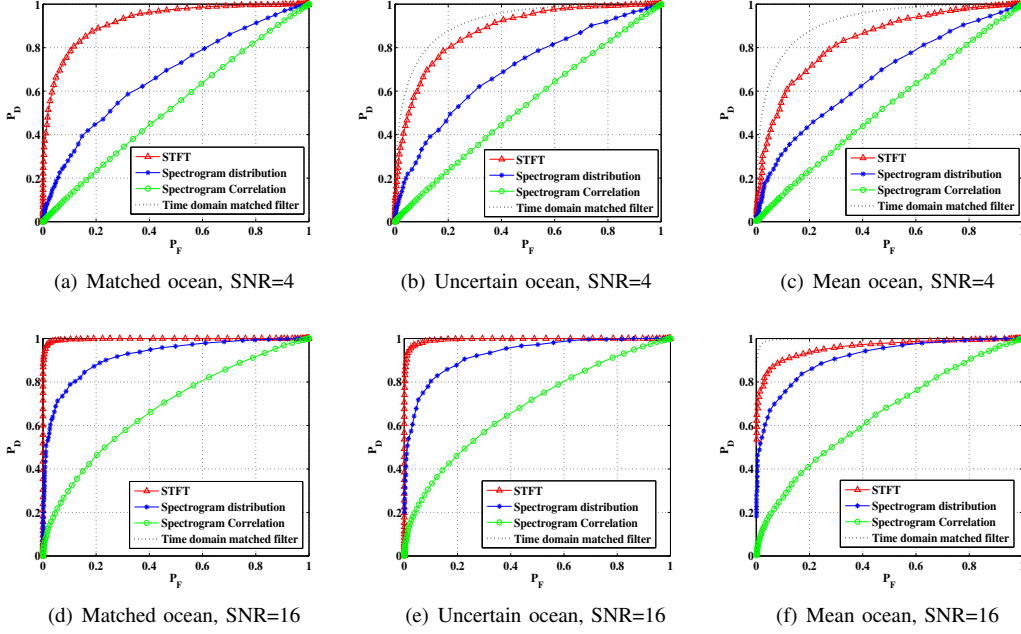 1
0.8
0.6
0.4
0.2
0
P_D
0 0.2 0.4 0.6 0.8 1
P_F
STFT
Spectrogram distribution
Spectrogram Correlation
Time domain matched filter
(a) Matched ocean, SNR=4
1
0.8
0.6
0.4
0.2
0
P_D
0 0.2 0.4 0.6 0.8 1
P_F
STFT
Spectrogram distribution
Spectrogram Correlation
Time domain matched filter
(b) Uncertain ocean, SNR=4
1
0.8
0.6
0.4
0.2
0
P_D
0 0.2 0.4 0.6 0.8 1
P_F
STFT
Spectrogram distribution
Spectrogram Correlation
Time domain matched filter
(c) Mean ocean, SNR=4
1
0.8
0.6
0.4
0.2
0
P_D
0 0.2 0.4 0.6 0.8 1
P_F
STFT
Spectrogram distribution
Spectrogram Correlation
Time domain matched filter
(d) Matched ocean, SNR=16
1
0.8
0.6
0.4
0.2
0
P_D
0 0.2 0.4 0.6 0.8 1
P_F
STFT
Spectrogram distribution
Spectrogram Correlation
Time domain matched filter
(e) Uncertain ocean, SNR=16
1
0.8
0.6
0.4
0.2
0
P_D
0 0.2 0.4 0.6 0.8 1
P_F
STFT
Spectrogram distribution
Spectrogram Correlation
Time domain matched filter
(f) Mean ocean, SNR=16